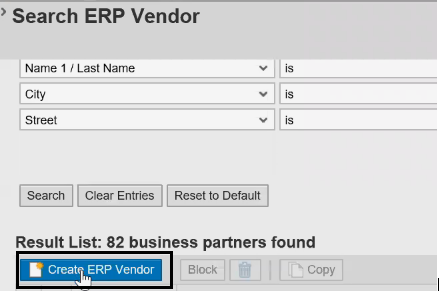 Search ERP Vendor
Name 1 / Last Name is
City is
Street is
Search Clear Entries Reset to Default
Result List: 82 business partners found
Create ERP Vendor Block Copy